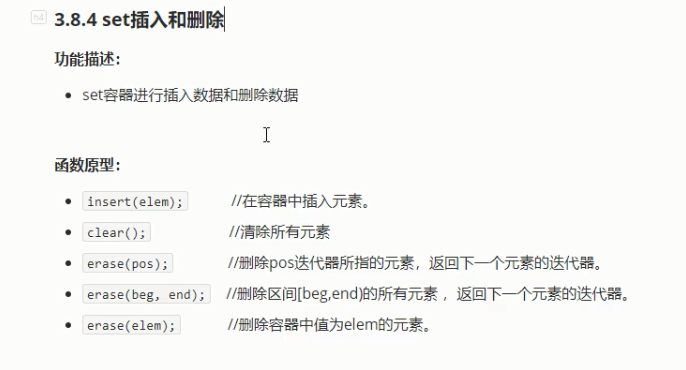 h4
3.8.4 set插入和删除
功能描述：
set容器进行插入数据和删除数据
函数原型：
insert(elem); //在容器中插入元素。
clear(); //清除所有元素
erase(pos); //删除pos迭代器所指的元素，返回下一个元素的迭代器。
erase(beg, end); //删除区间[beg,end)的所有元素 ，返回下一个元素的迭代器。
erase(elem); //删除容器中值为elem的元素。